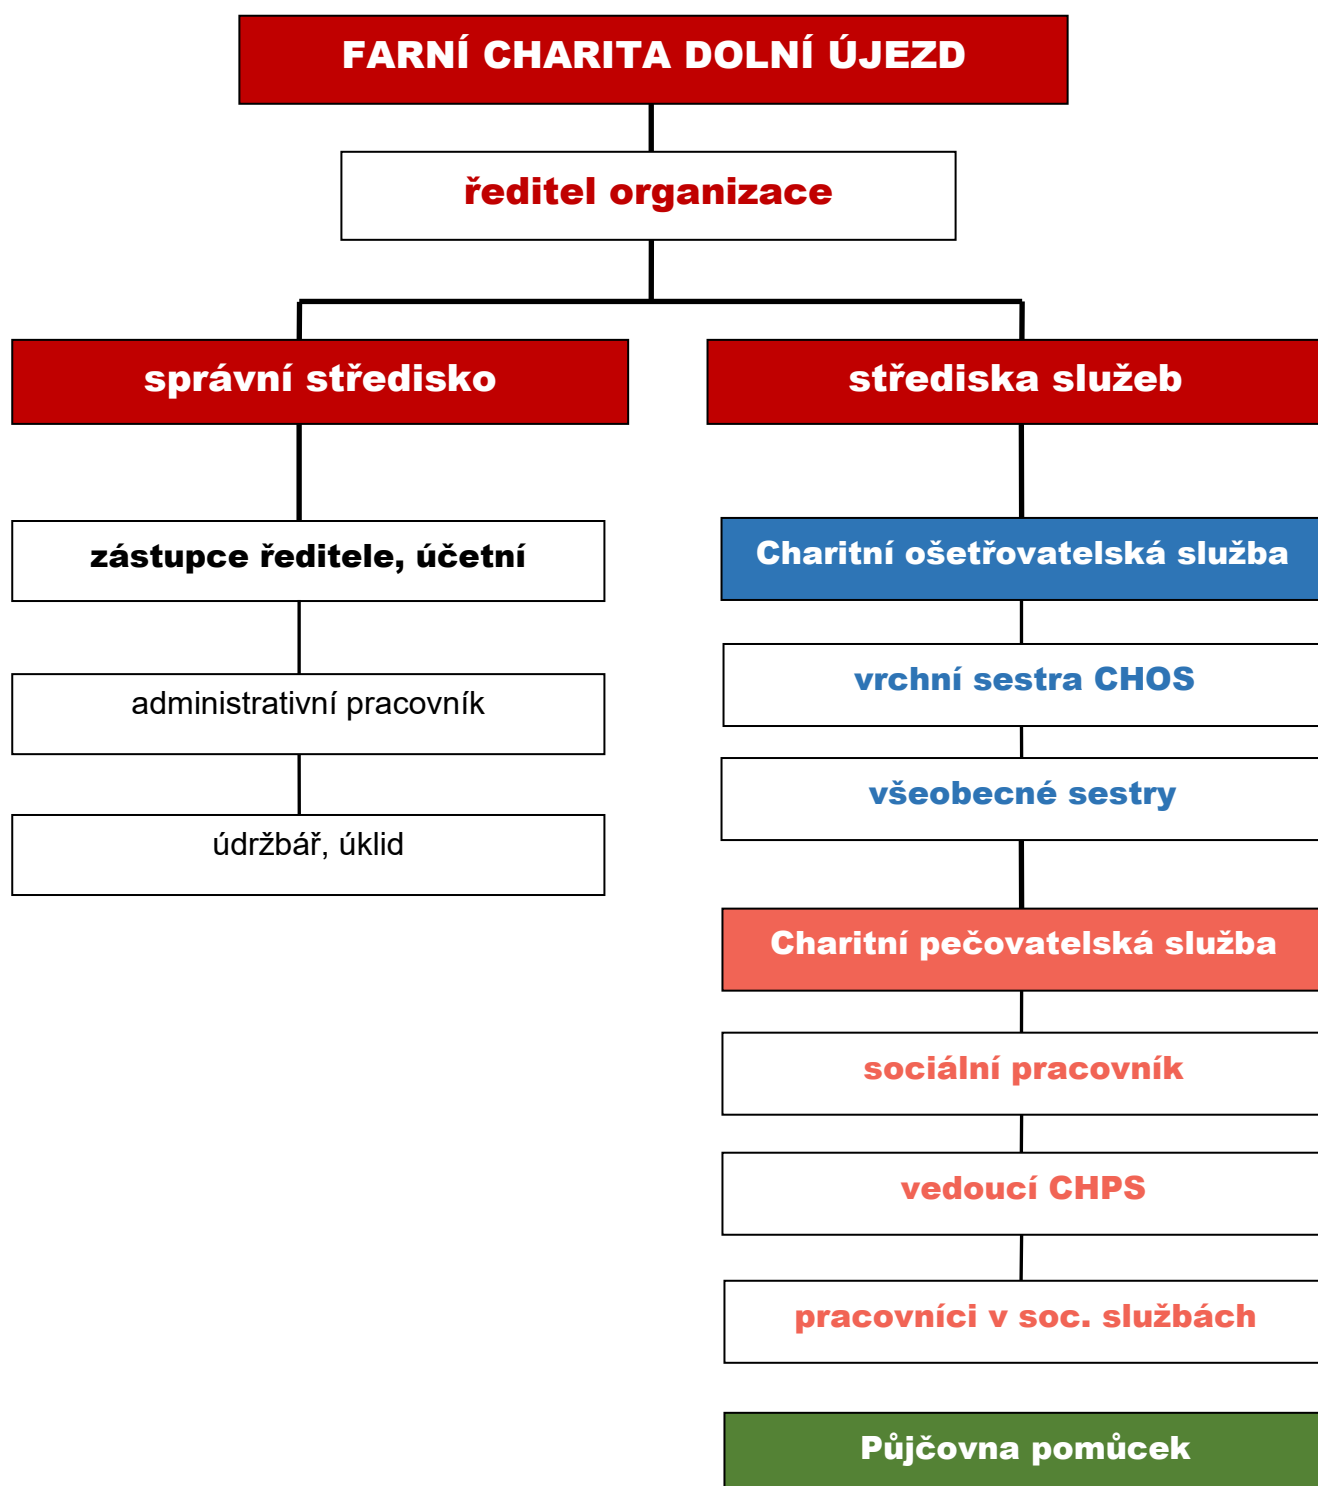 FARNÍ CHARITA DOLNÍ ÚJEZD
ředitel organizace
správní středisko
střediska služeb
zástupce ředitele, účetní
administrativní pracovník
údržbář, úklid
Charitní ošetřovatelská služba
vrchní sestra CHOS
všeobecné sestry
Charitní pečovatelská služba
sociální pracovník
vedoucí CHPS
pracovníci v soc. službách
Půjčovna pomůcek